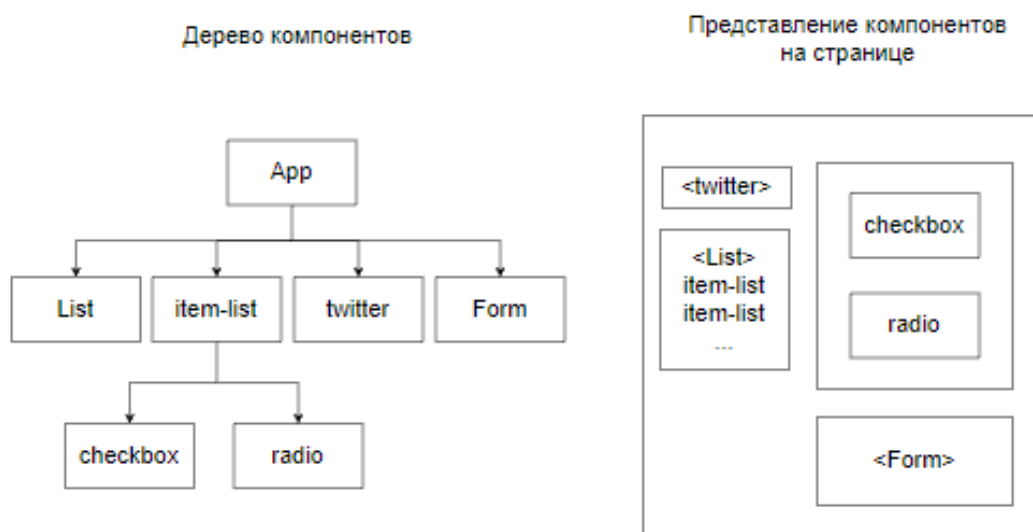 Дерево компонентов
App
List
item-list
twitter
Form
checkbox
radio
Представление компонентов
на странице
<twitter>
<List>
item-list
item-list
...
checkbox
radio
<Form>